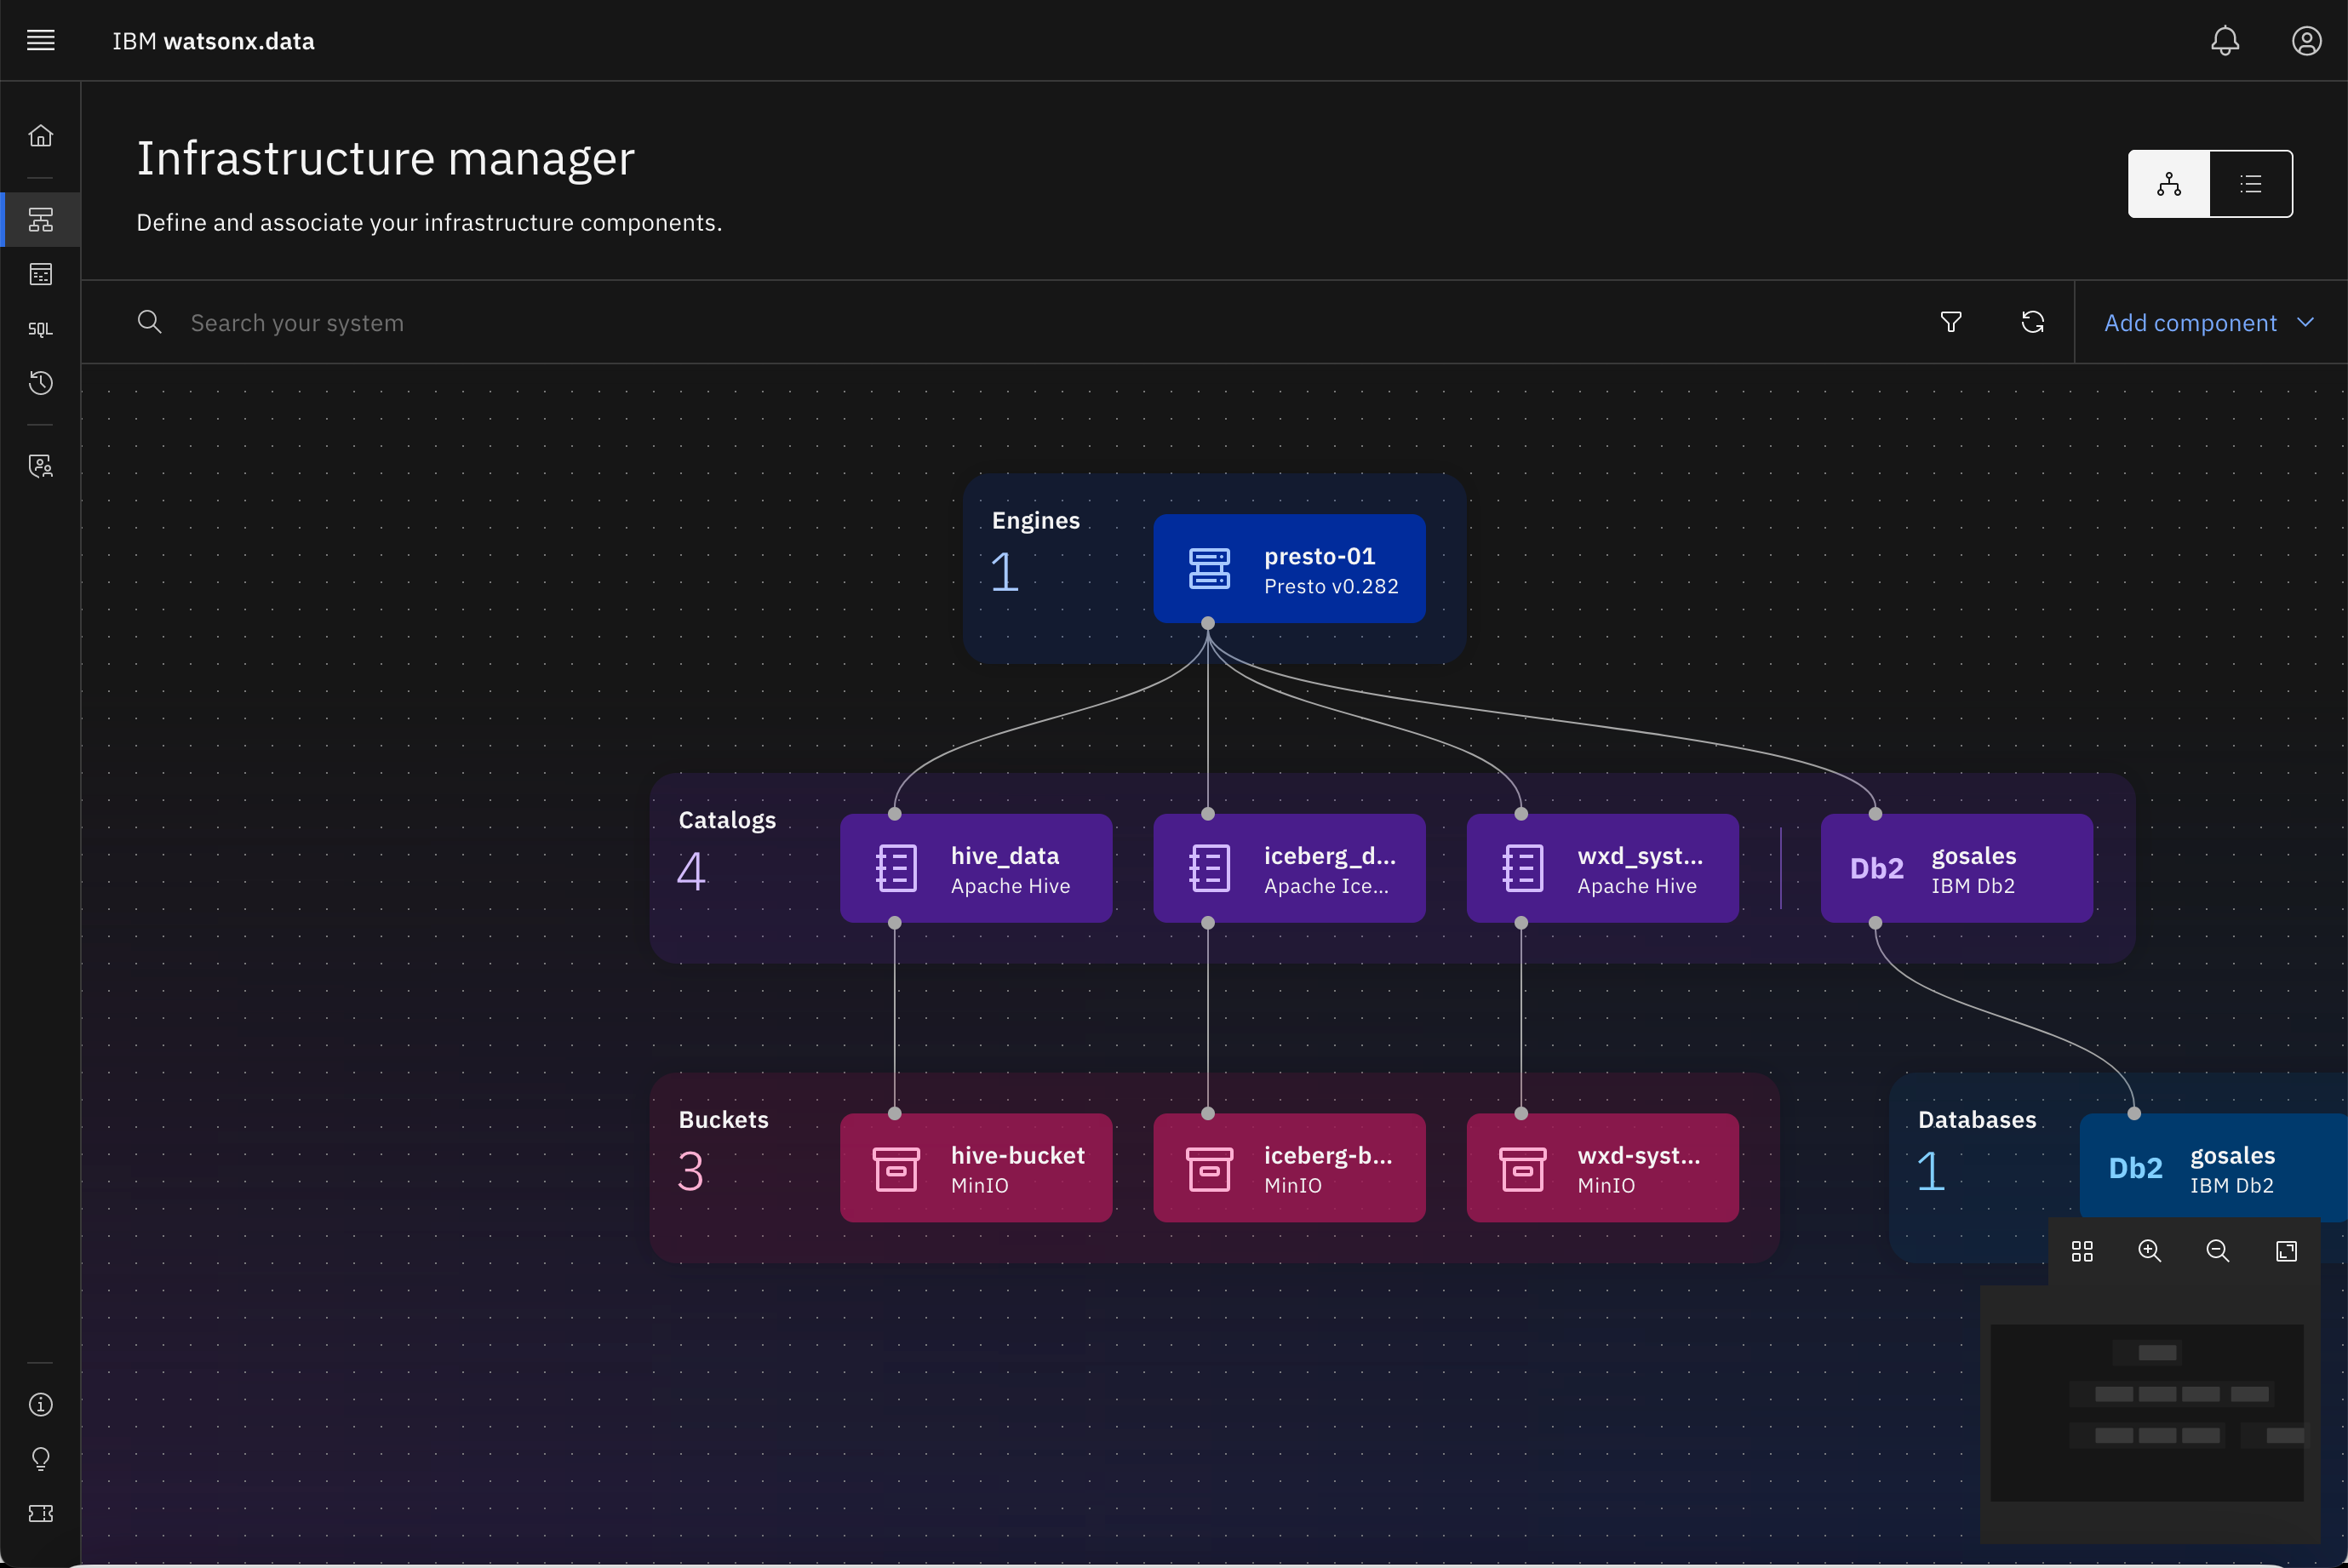 IBM watsonx.data
Infrastructure manager
Define and associate your infrastructure components.
SQL
Search your system
Add component
Engines
1
presto-01
Presto v0.282
Catalogs
4
hive_data
Apache Hive
iceberg_d...
Apache Ice...
wxd_syst...
Apache Hive
Db2
gosales
IBM Db2
Buckets
3
hive-bucket
MinIO
iceberg-b...
MinIO
wxd-syst...
MinIO
Databases
1
Db2
gosales
IBM Db2